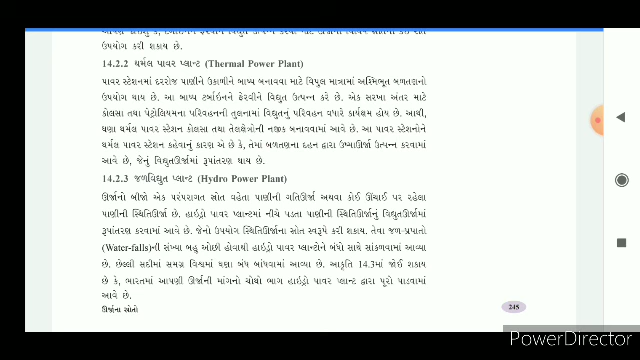 ઉપયોગ કરી શકાય છે.
14.2.2 થર્મલ પાવર પ્લાન્ટ (Thermal Power Plant)
પાવર સ્ટેશનમાં દરરોજ પાણીને ઉકાળીને બાષ્પ બનાવવા માટે વિપુલ માત્રામાં અશ્મિભૂત બળતણનો
ઉપયોગ થાય છે. આ બાષ્પ ટર્બાઇનને ફેરવીને વિદ્યુત ઉત્પન્ન કરે છે. એક સરખા અંતર માટે
કોલસા તથા પેટ્રોલિયમના પરિવહનની તુલનામાં વિદ્યુતનું પરિવહન વધારે કાર્યક્ષમ હોય છે. આથી,
ઘણા થર્મલ પાવર સ્ટેશન કોલસા તથા તેલક્ષેત્રોની નજીક બનાવવામાં આવે છે. આ પાવર સ્ટેશનોને
થર્મલ પાવર સ્ટેશન કહેવાનું કારણ એ છે કે, તેમાં બળતણના દહન દ્વારા ઉષ્માઊર્જા ઉત્પન્ન કરવામાં
આવે છે, જેનું વિદ્યુતઊર્જામાં રૂપાંતરણ થાય છે.
14.2.3 જળવિદ્યુત પ્લાન્ટ (Hydro Power Plant)
ઊર્જાનો બીજો એક પરંપરાગત સ્રોત વહેતા પાણીની ગતિઊર્જા અથવા કોઈ ઊંચાઈ પર રહેલા
પાણીની સ્થિતિઊર્જા છે. હાઇડ્રો પાવર પ્લાન્ટમાં નીચે પડતા પાણીની સ્થિતિઊર્જાનું વિદ્યુતઊર્જામાં
રૂપાંતરણ કરવામાં આવે છે. જેનો ઉપયોગ સ્થિતિઊર્જાના સ્રોત સ્વરૂપે કરી શકાય. તેવા જળ-પ્રપાતો
(Water-falls)ની સંખ્યા બહુ ઓછી હોવાથી હાઇડ્રો પાવર પ્લાન્ટોને બંધો સાથે સાંકળવામાં આવ્યા
છે. છેલ્લી સદીમાં સમગ્ર વિશ્વમાં ઘણા બંધ બાંધવામાં આવ્યા છે. આકૃતિ 14.3માં જોઈ શકાય
છે કે, ભારતમાં આપણી ઊર્જાની માંગનો ચોથો ભાગ હાઇડ્રો પાવર પ્લાન્ટ દ્વારા પૂરો પાડવામાં
આવે છે.
ઊર્જાના સ્રોતો
245
PowerDirector